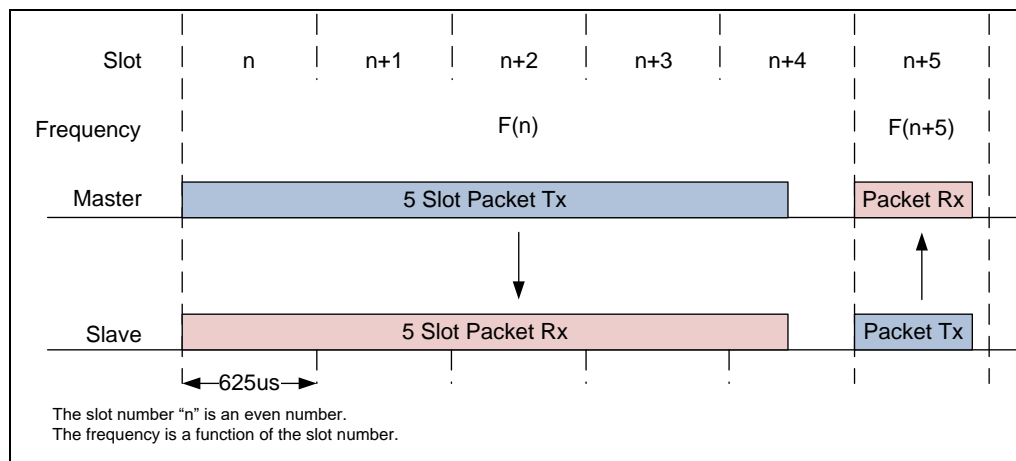 Slot n n+1 n+2 n+3 n+4 n+5
Frequency F(n) F(n+5)
Master 5 Slot Packet Tx Packet Rx
Slave 5 Slot Packet Rx Packet Tx
625us
The slot number “n” is an even number.
The frequency is a function of the slot number.